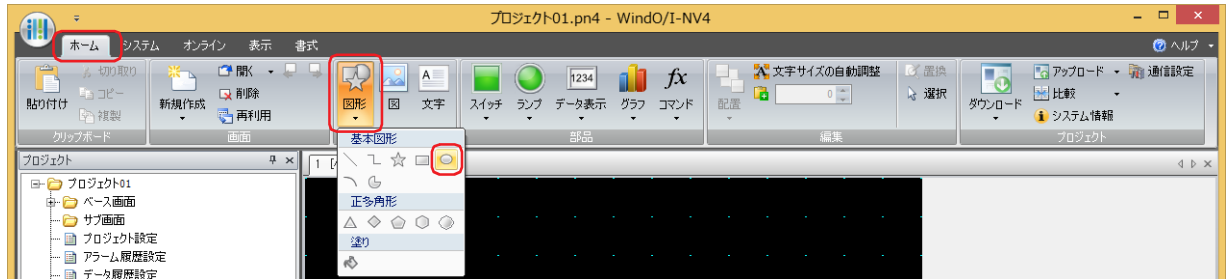 プロジェクト01.pn4 - WindO/I-NV4
ホーム システム オンライン 表示 書式 ヘルプ
貼り付け 切り取り コピー 複製
新規作成 開く 削除 再利用
図形 図 文字
スイッチ ランプ 1234 データ表示 グラフ fx コマンド
配置 文字サイズの自動調整 0 置換 選択
ダウンロード アップロード 比較 システム情報 通信設定
クリップボード 画面 部品 編集 プロジェクト
基本図形
正多角形
塗り
プロジェクト
1
プロジェクト01
ベース画面
サブ画面
プロジェクト設定
アラーム履歴設定
データ履歴設定